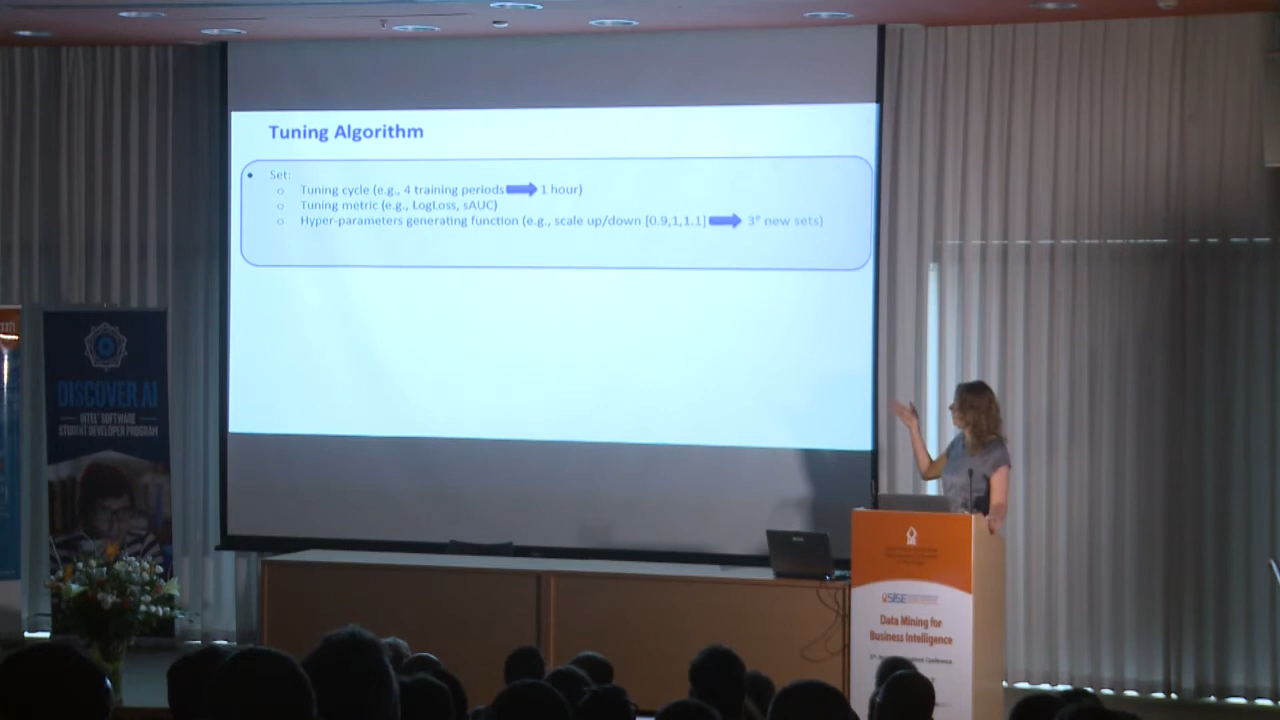 Tuning Algorithm
• Set:
○ Tuning cycle (e.g., 4 training periods ➡ 1 hour)
○ Tuning metric (e.g., LogLoss, sAUC)
○ Hyper-parameters generating function (e.g., scale up/down [0.9,1,1.1] ➡ 3ᵖ new sets)
DISCOVER AI
INTEL® SOFTWARE
STUDENT DEVELOPER PROGRAM
SISE
Data Mining for
Business Intelligence
Conference